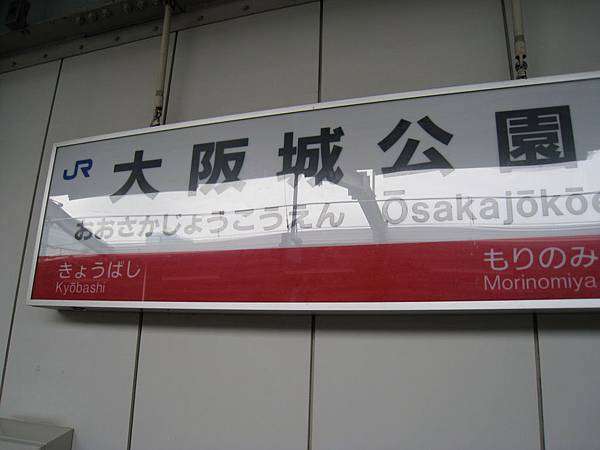 JR 大阪城公園
おおさかじょうこうえん Ōsakajōkōe
きょうばし もりのみ
Kyōbashi Morinomiya